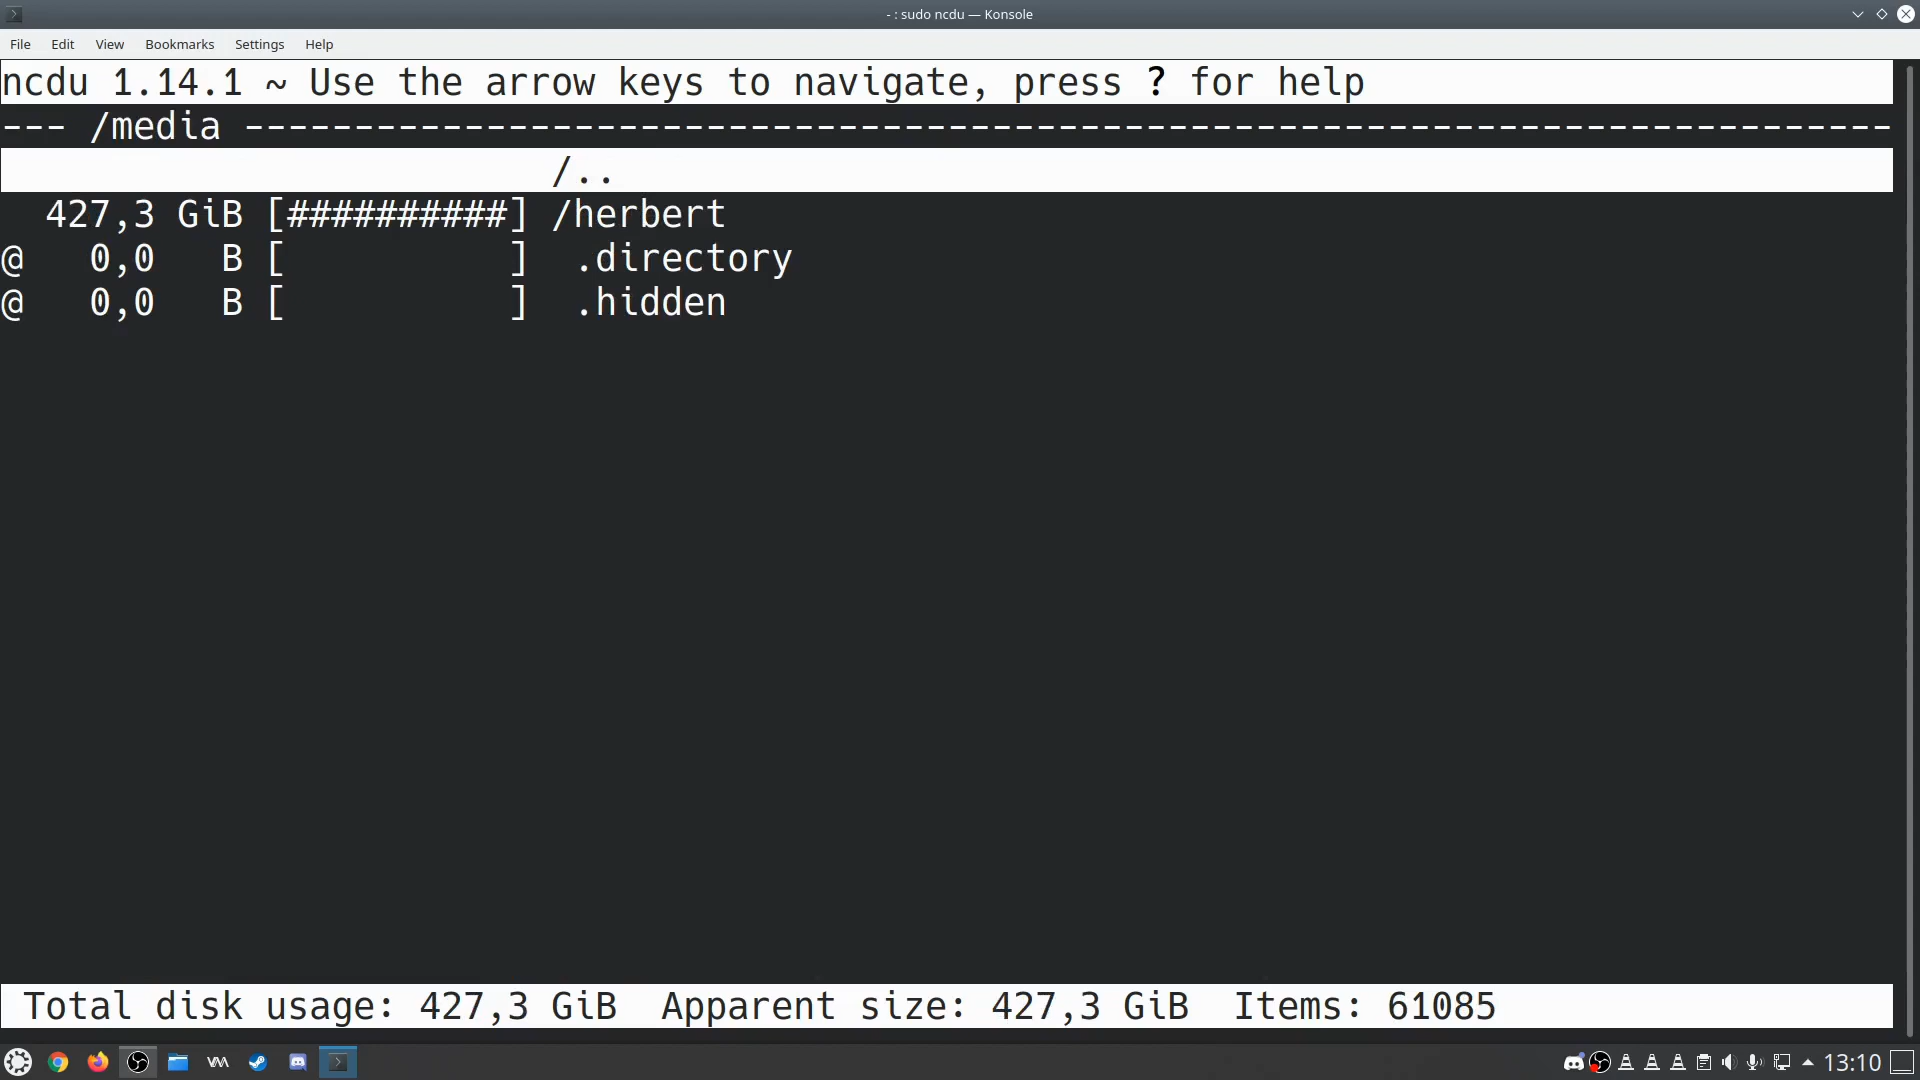 - : sudo ncdu — Konsole
File Edit View Bookmarks Settings Help
ncdu 1.14.1 ~ Use the arrow keys to navigate, press ? for help
--- /media ---------------------------------------------------------------------------
/..
427,3 GiB [##########] /herbert
@ 0,0 B [ ] .directory
@ 0,0 B [ ] .hidden
Total disk usage: 427,3 GiB Apparent size: 427,3 GiB Items: 61085
13:10